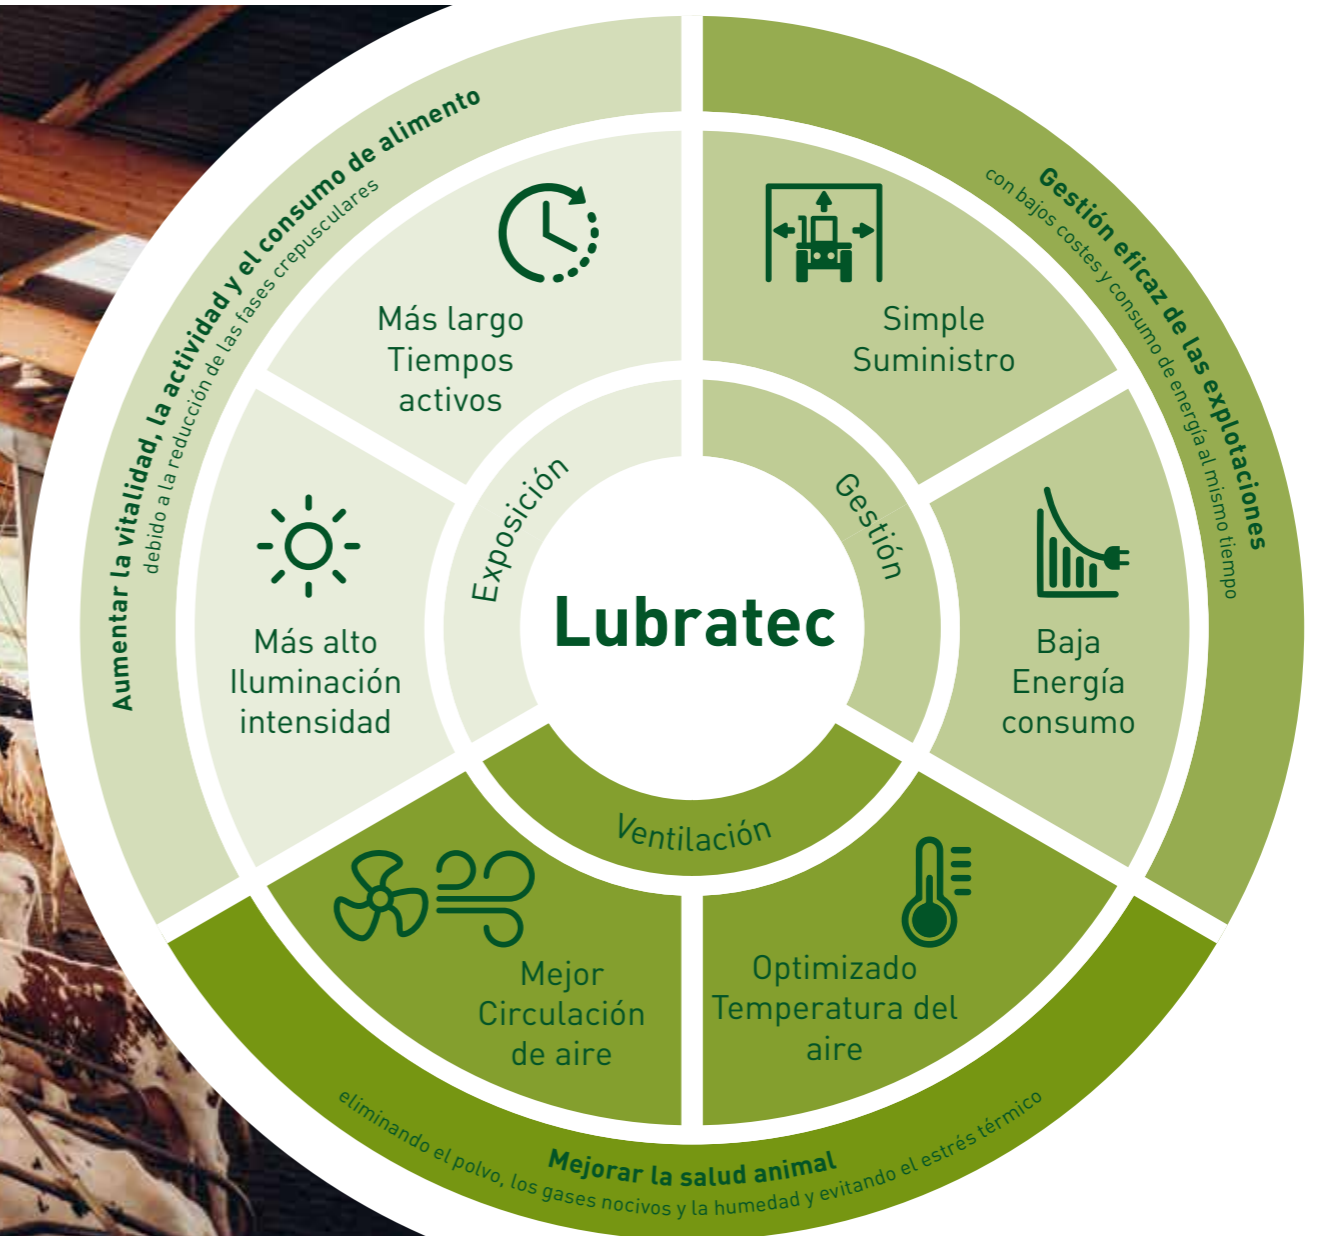 Aumentar la vitalidad, la actividad y el consumo de alimento
debido a la reducción de las fases crepusculares
Gestión eficaz de las explotaciones
con bajos costes y consumo de energía al mismo tiempo
Más largo
Tiempos
activos
Simple
Suministro
Exposición
Gestión
Lubratec
Más alto
Iluminación
intensidad
Baja
Energía
consumo
Ventilación
Mejor
Circulación
de aire
Optimizado
Temperatura del
aire
Mejorar la salud animal
eliminando el polvo, los gases nocivos y la humedad y evitando el estrés térmico